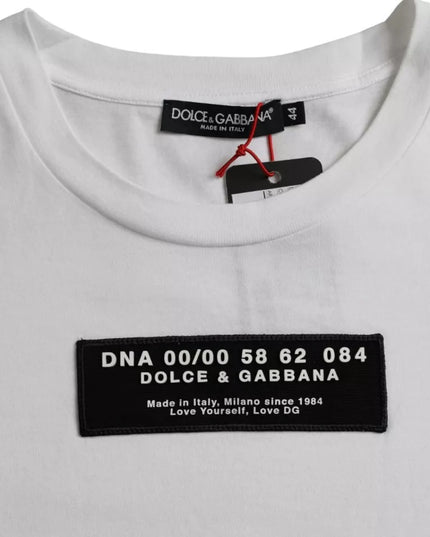 DOLCE & GABBANA®
MADE IN ITALY
44
DNA 00/00 58 62 084
DOLCE & GABBANA
Made in Italy, Milano since 1984
Love Yourself, Love DG